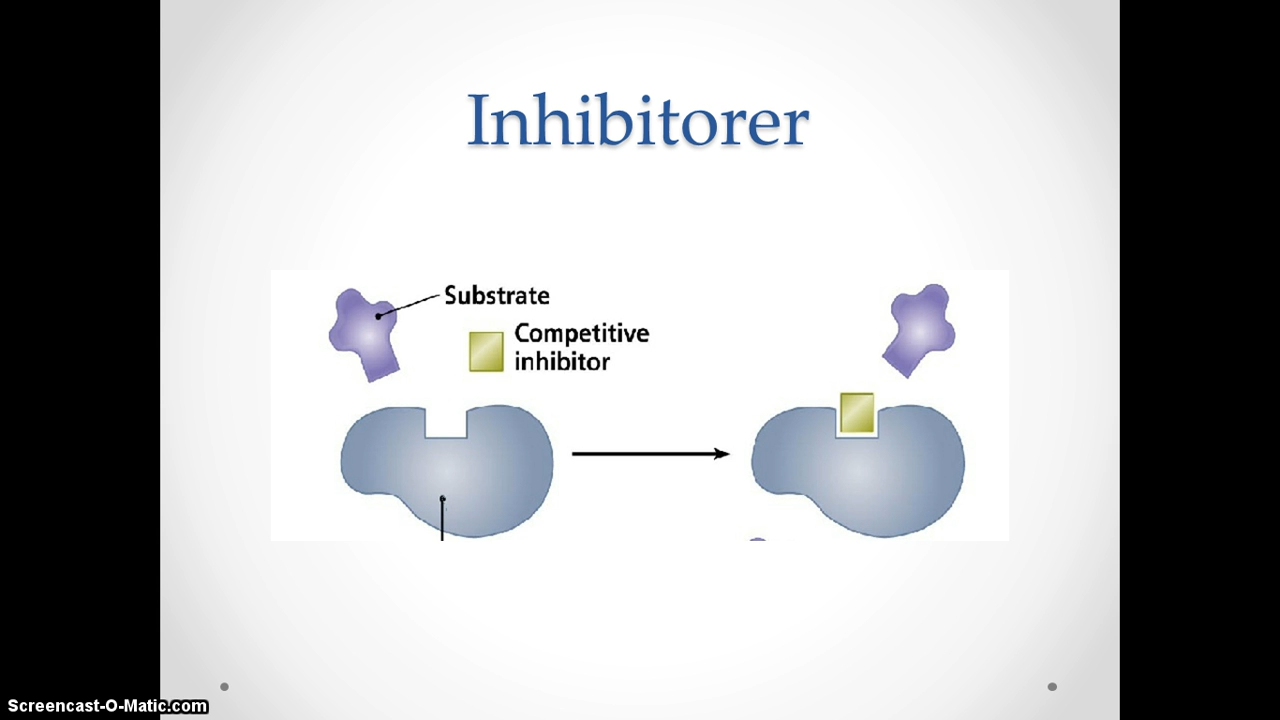 Inhibitorer
Substrate
Competitive
inhibitor
Screencast-O-Matic.com